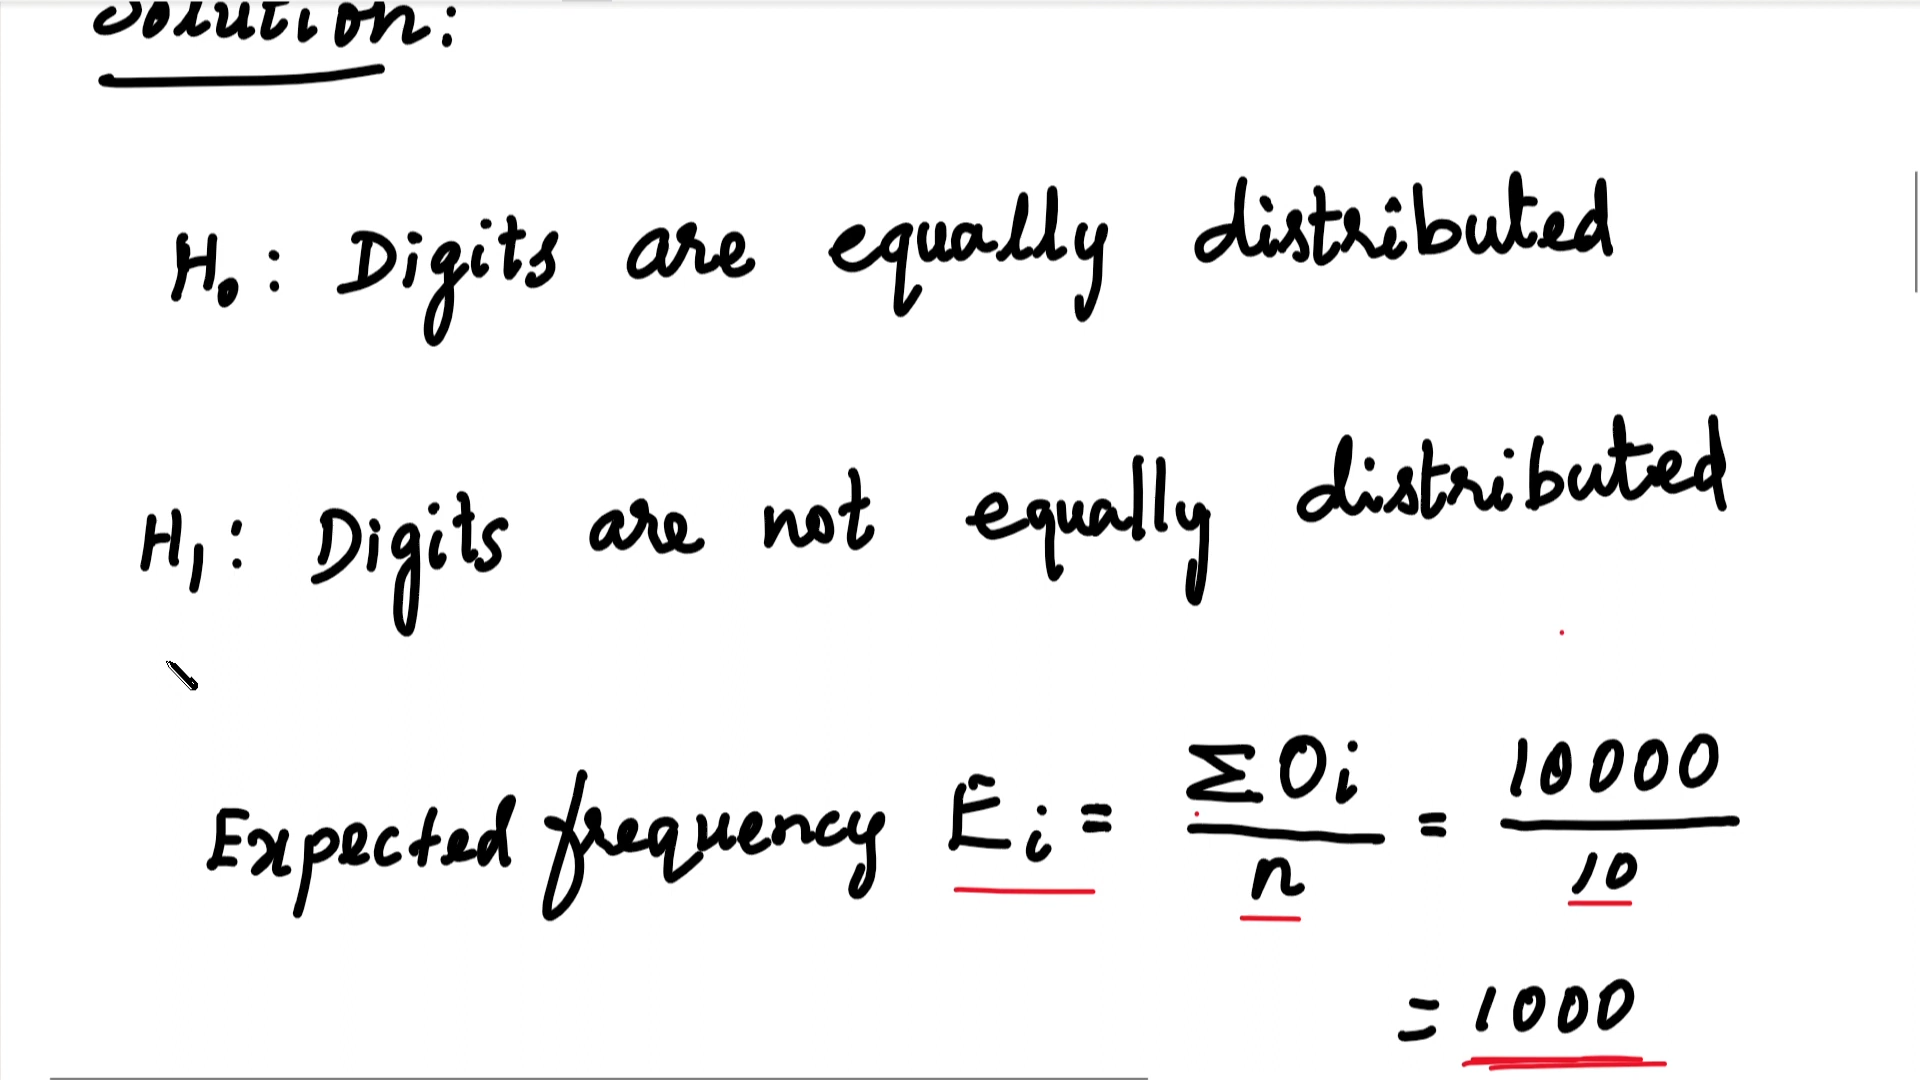 Solution:
H₀: Digits are equally distributed
H₁: Digits are not equally distributed
Expected frequency Eᵢ = ΣOi / n = 10000 / 10
= 1000